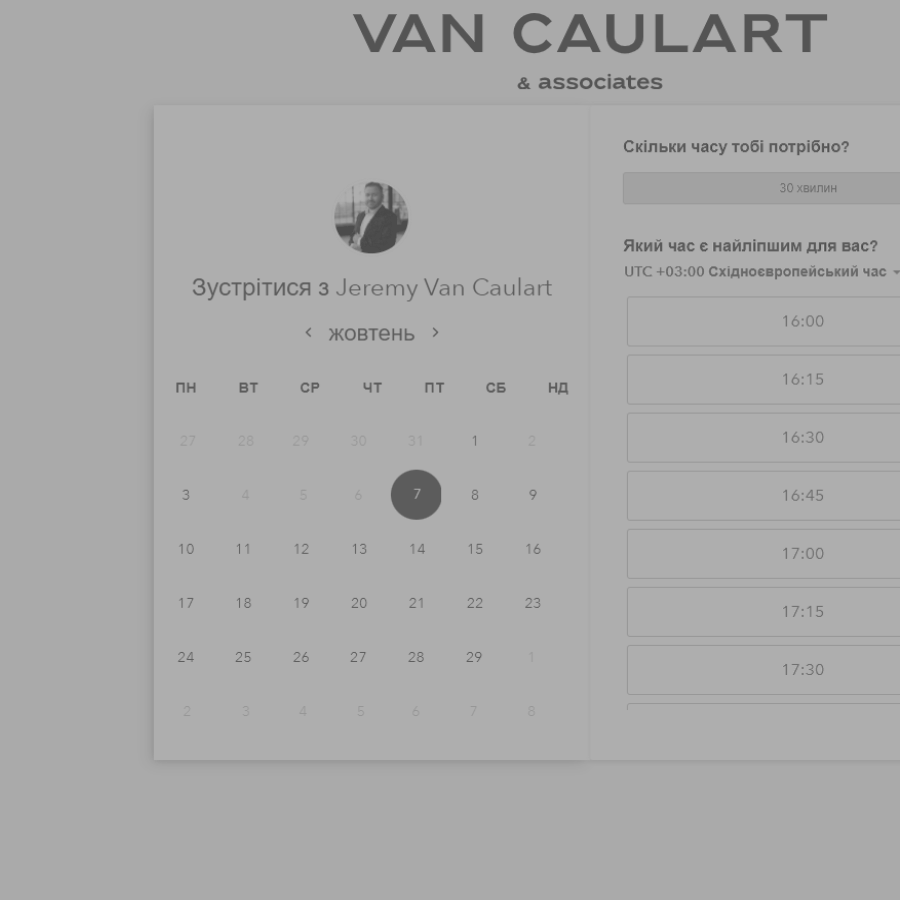 VAN CAULART
& associates
Зустрітися з Jeremy Van Caulart
жовтень
ПН ВТ СР ЧТ ПТ СБ НД
27 28 29 30 31 1 2
3 4 5 6 7 8 9
10 11 12 13 14 15 16
17 18 19 20 21 22 23
24 25 26 27 28 29 1
2 3 4 5 6 7 8
Скільки часу тобі потрібно?
30 хвилин
Який час є найліпшим для вас?
UTC +03:00 Східноєвропейський час
16:00
16:15
16:30
16:45
17:00
17:15
17:30